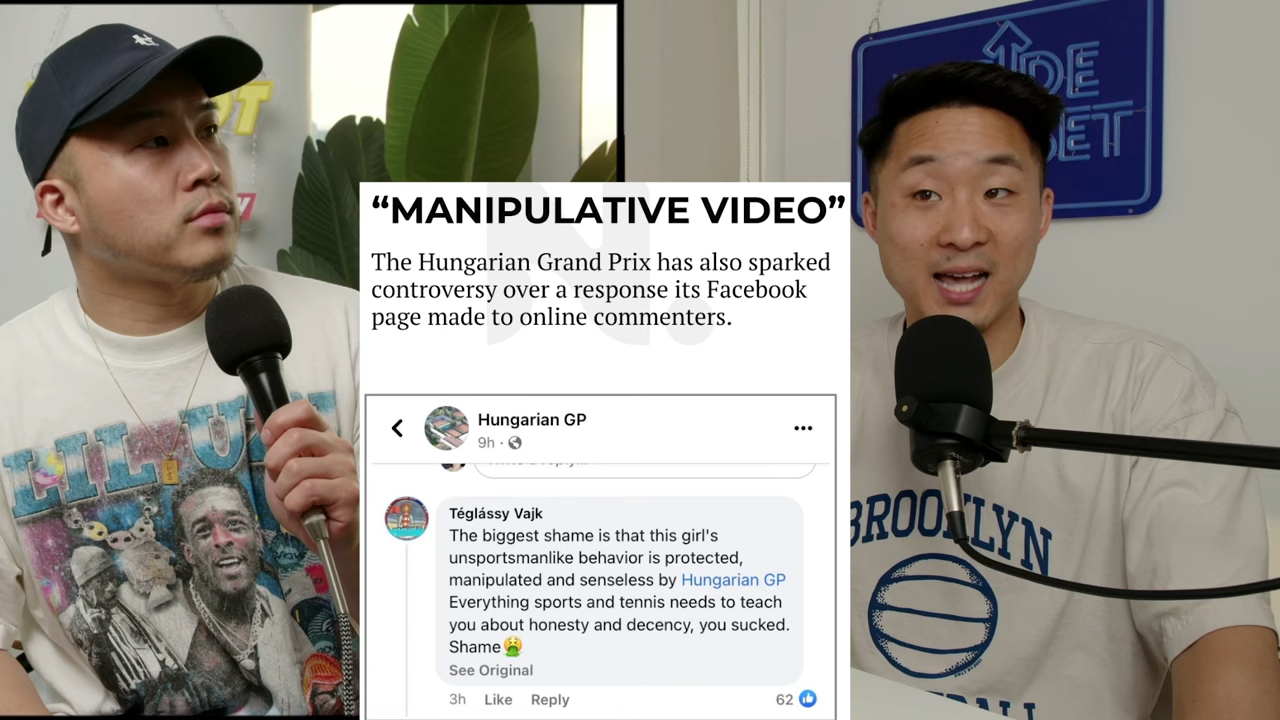 “MANIPULATIVE VIDEO”
The Hungarian Grand Prix has also sparked
controversy over a response its Facebook
page made to online commenters.
Hungarian GP
9h
Téglássy Vajk
The biggest shame is that this girl's
unsportsmanlike behavior is protected,
manipulated and senseless by Hungarian GP
Everything sports and tennis needs to teach
you about honesty and decency, you sucked.
Shame🤮
See Original
3h Like Reply 62
LIL U
BROOKLYN